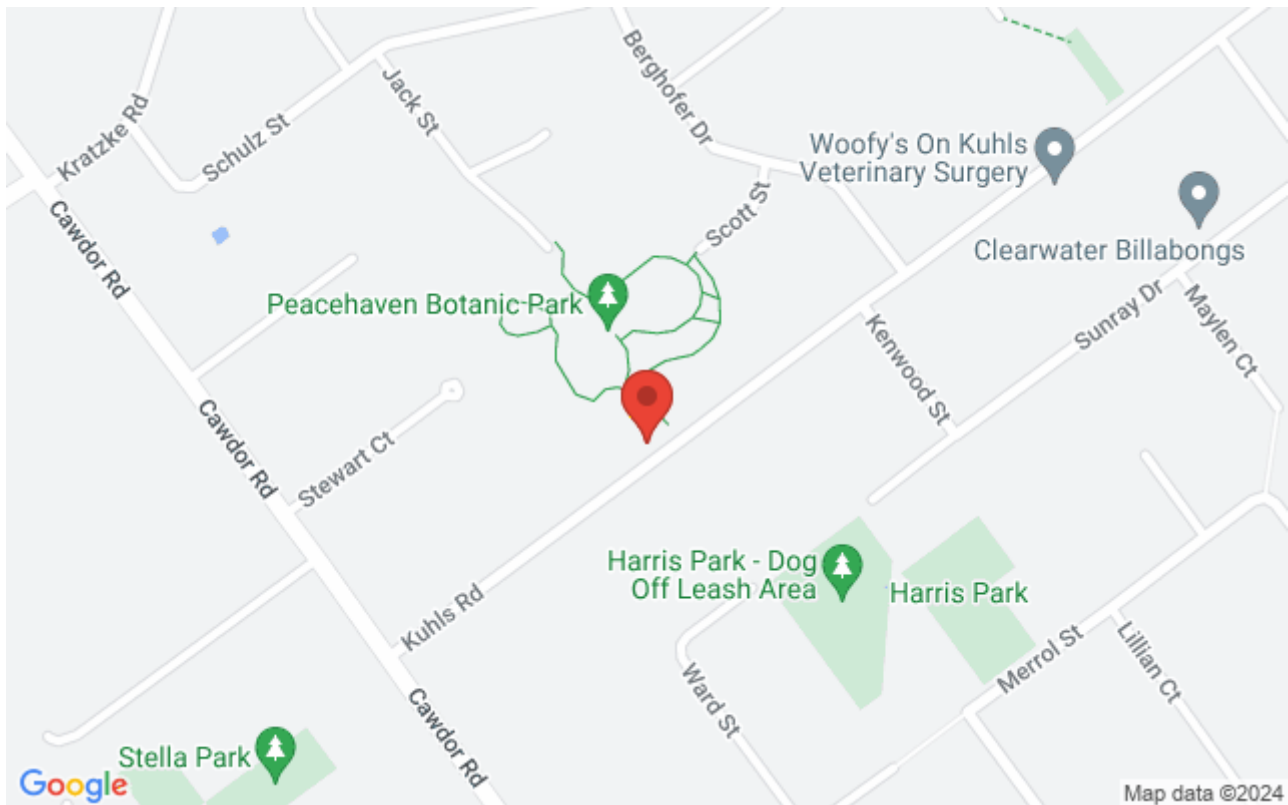 Berghofer Dr
Jack St
Kratzke Rd
Schulz St
Woofy's On Kuhls
Veterinary Surgery
Scott St
Cawdor Rd
Clearwater Billabongs
Peacehaven Botanic Park
Maylen Ct
Sunray Dr
Kenwood St
Cawdor Rd
Stewart Ct
Harris Park - Dog
Off Leash Area
Harris Park
Kuhls Rd
Merrol St
Lillian Ct
Ward St
Cawdor Rd
Stella Park
Google
Map data ©2024